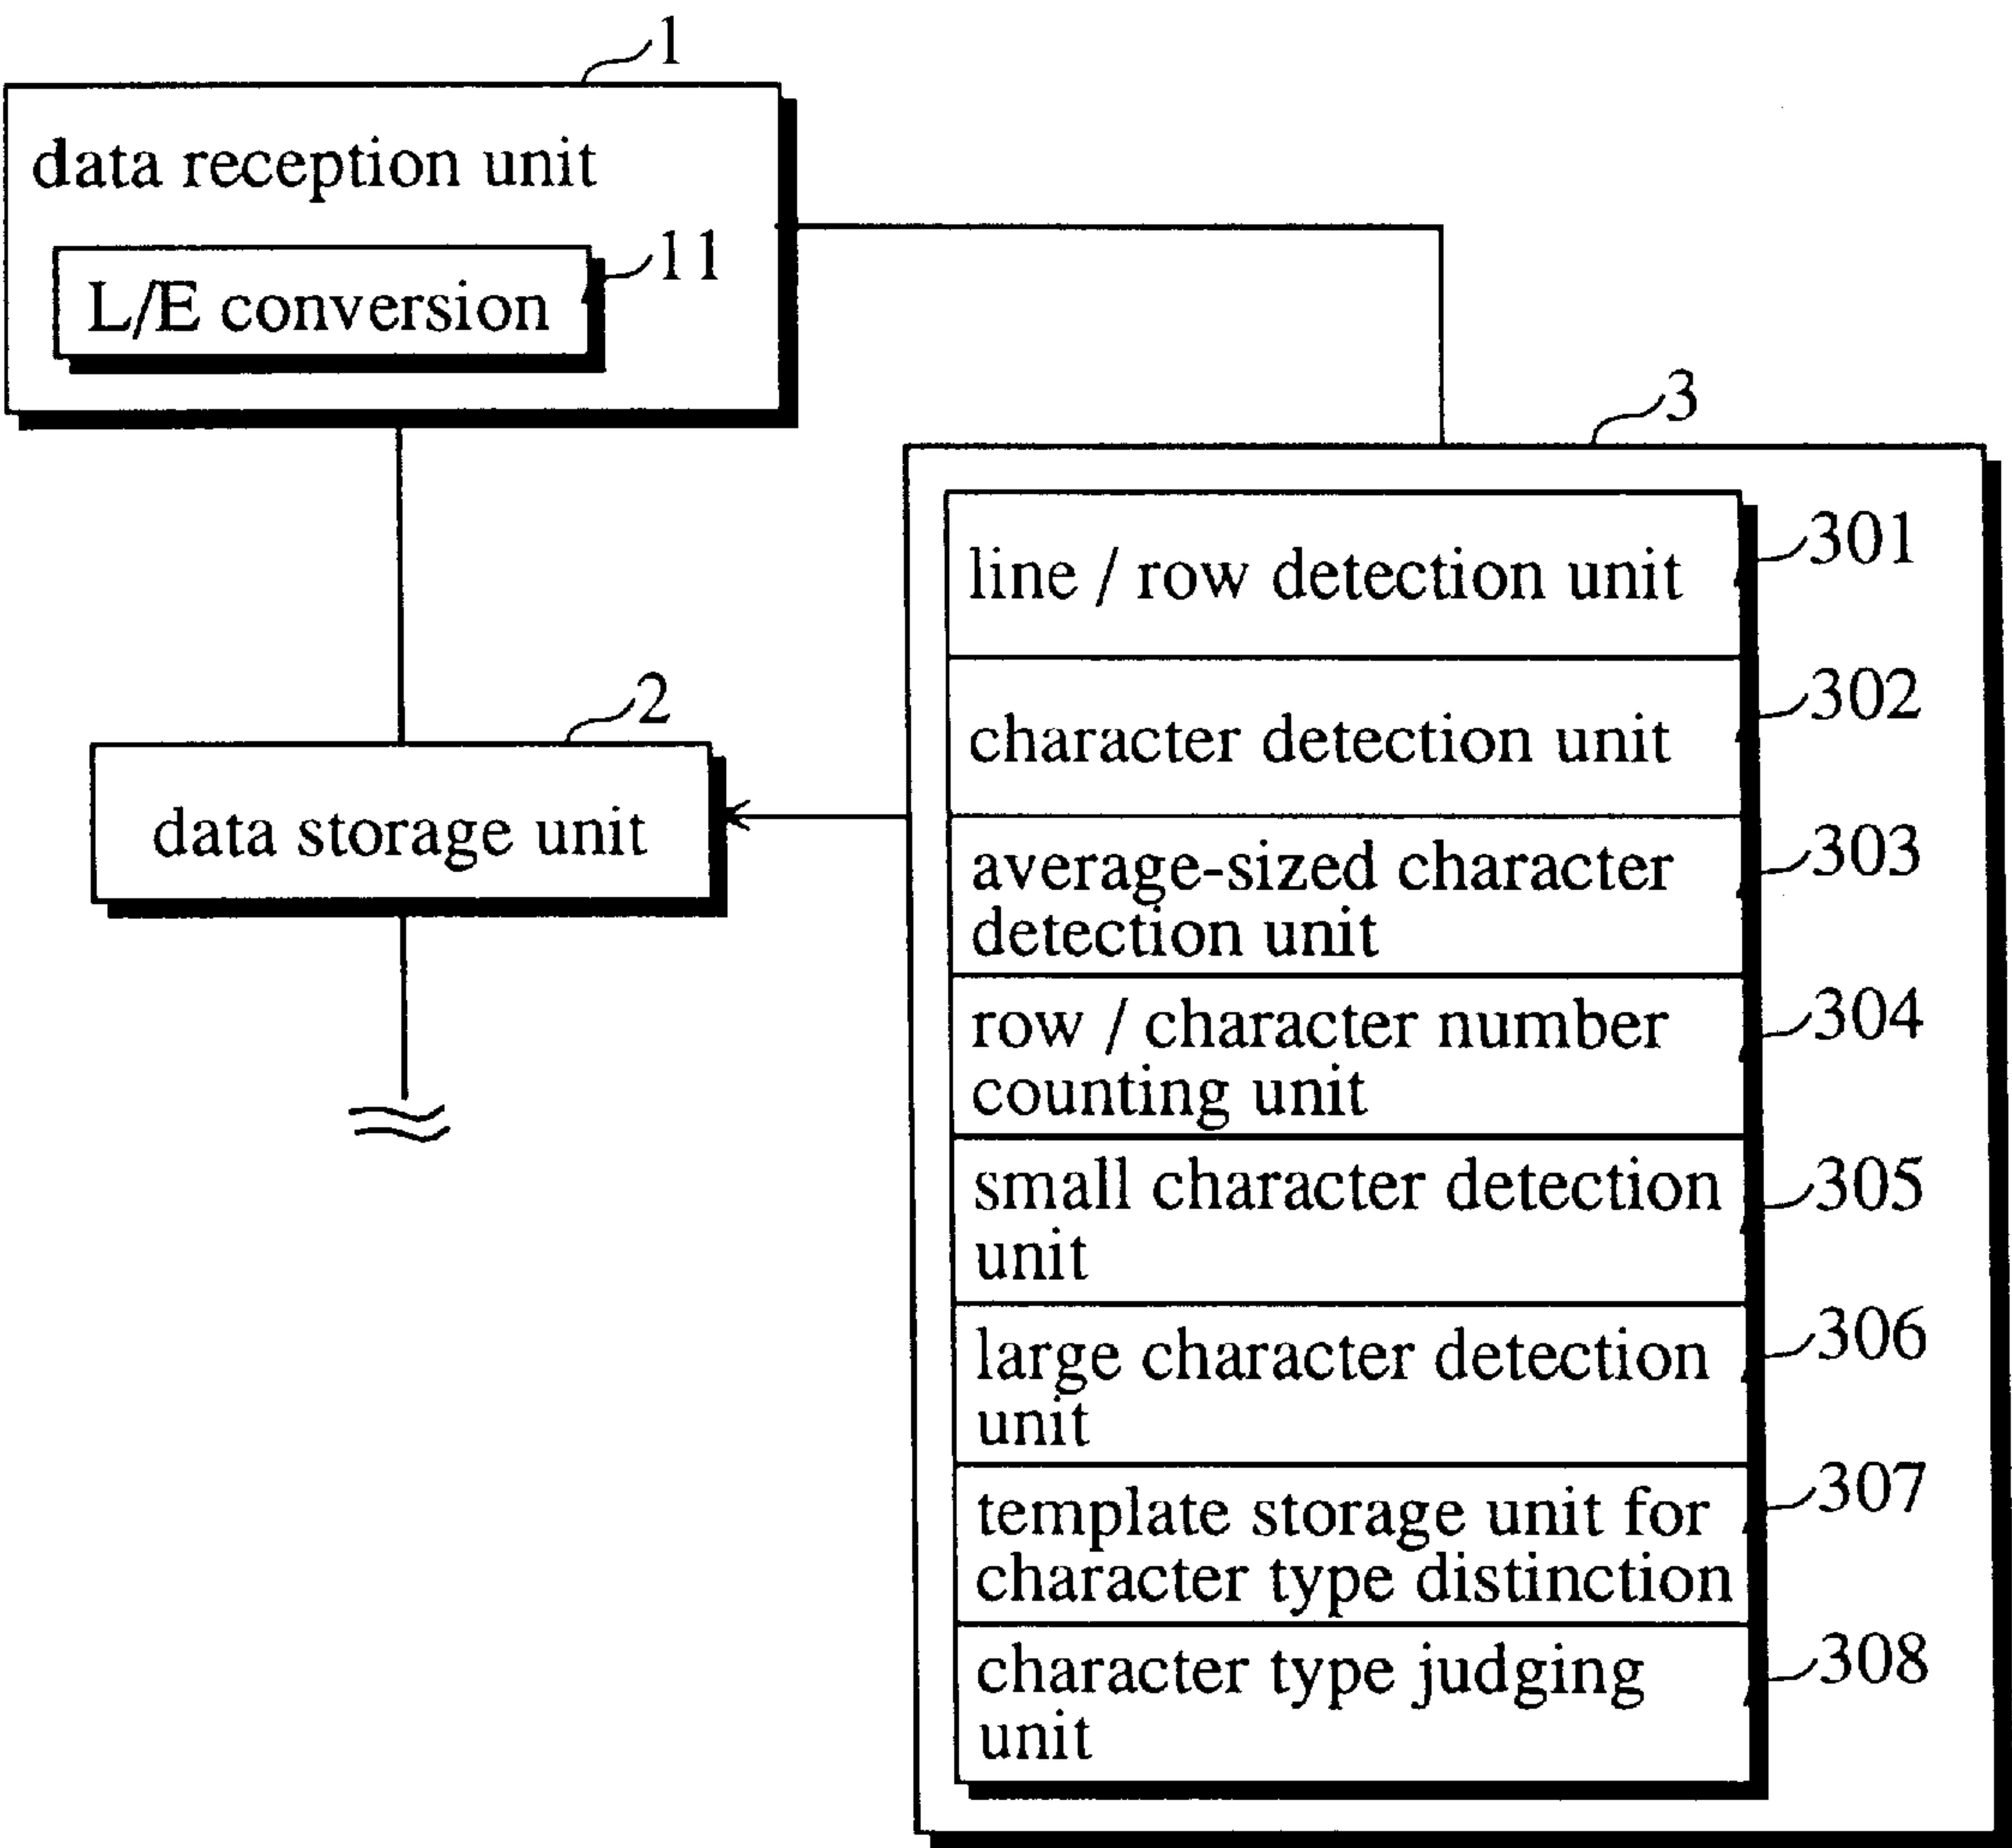 1
data reception unit
11
L/E conversion
3
line / row detection unit
301
character detection unit
302
2
data storage unit
average-sized character
detection unit
303
row / character number
counting unit
304
small character detection
unit
305
large character detection
unit
306
template storage unit for
character type distinction
307
character type judging
unit
308